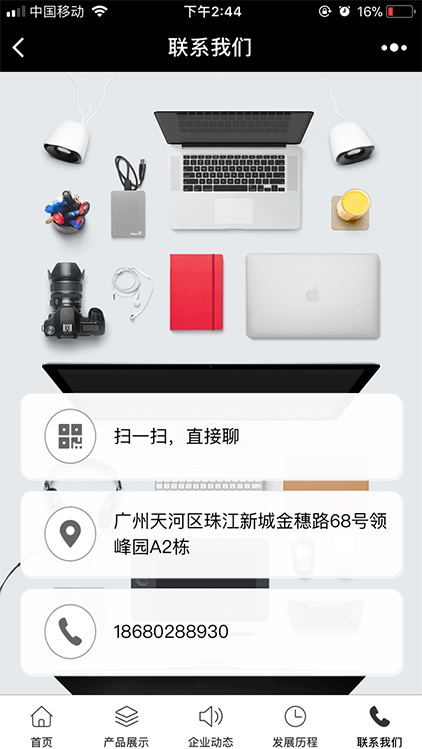 中国移动 下午2:44 16%
联系我们
扫一扫，直接聊
广州天河区珠江新城金穗路68号领
峰园A2栋
18680288930
首页 产品展示 企业动态 发展历程 联系我们